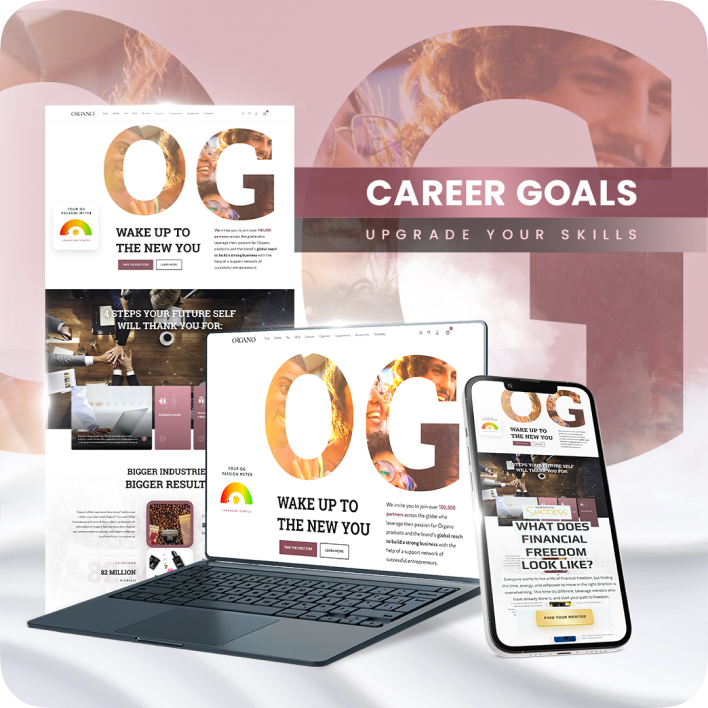 OG
CAREER GOALS
UPGRADE YOUR SKILLS
ORGANO
OG
YOUR OG
PASSION METER
WAKE UP TO
THE NEW YOU
We invite you to join over 100,000
partners across the globe who
leverage their passion for Organo
products and the brand's global reach
to build a strong business with the
help of a support network of
successful entrepreneurs.
TAKE THE FIRST STEP
LEARN MORE
4 STEPS YOUR FUTURE SELF
WILL THANK YOU FOR:
BIGGER INDUSTRIE
BIGGER RESULT
82 MILLION
ORGANO
OG
YOUR OG
PASSION METER
WAKE UP TO
THE NEW YOU
We invite you to join over 100,000
partners across the globe who
leverage their passion for Organo
products and the brand's global reach
to build a strong business with the
help of a support network of
successful entrepreneurs.
TAKE THE FIRST STEP
LEARN MORE
OG
WAKE UP TO
THE NEW YOU
4 STEPS YOUR FUTURE SELF
WILL THANK YOU FOR:
Success
WHAT DOES
FINANCIAL
FREEDOM
LOOK LIKE?
Everyone wants to live a life of financial freedom, but finding
the time, energy, and willpower to move in the right direction is
overwhelming. This time it's different. Leverage mentors who
have already done it, and start your path to freedom.
FIND YOUR MENTOR